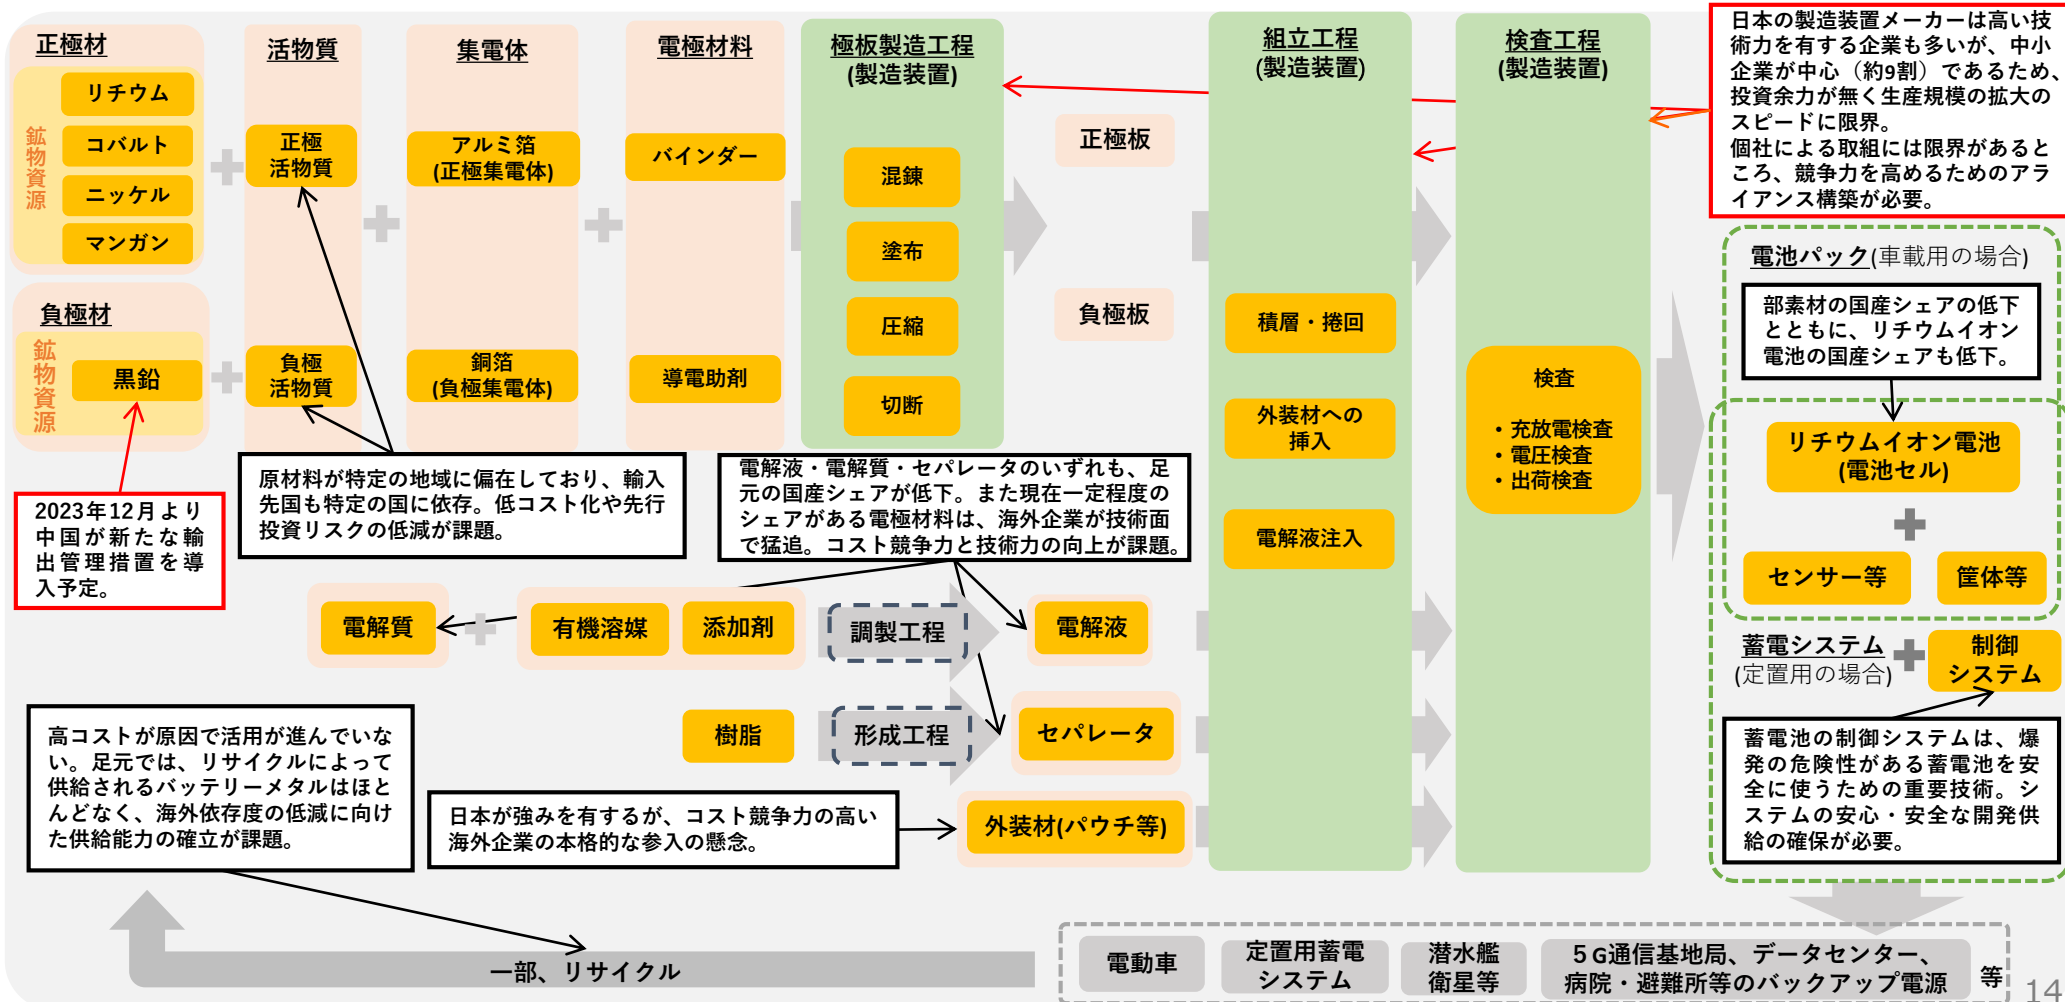 正極材
鉱物資源
リチウム
コバルト
ニッケル
マンガン
負極材
鉱物資源
黒鉛
2023年12月より
中国が新たな輸
出管理措置を導
入予定。
活物質
正極
活物質
負極
活物質
集電体
アルミ箔
(正極集電体)
銅箔
(負極集電体)
電極材料
バインダー
導電助剤
原材料が特定の地域に偏在しており、輸入
先国も特定の国に依存。低コスト化や先行
投資リスクの低減が課題。
極板製造工程
(製造装置)
混錬
塗布
圧縮
切断
正極板
負極板
電解液・電解質・セパレータのいずれも、足
元の国産シェアが低下。また現在一定程度の
シェアがある電極材料は、海外企業が技術面
で猛追。コスト競争力と技術力の向上が課題。
電解質
有機溶媒
添加剤
調製工程
電解液
樹脂
形成工程
セパレータ
日本が強みを有するが、コスト競争力の高い
海外企業の本格的な参入の懸念。
外装材(パウチ等)
組立工程
(製造装置)
積層・捲回
外装材への
挿入
電解液注入
検査工程
(製造装置)
検査
・充放電検査
・電圧検査
・出荷検査
日本の製造装置メーカーは高い技
術力を有する企業も多いが、中小
企業が中心（約9割）であるため、
投資余力が無く生産規模の拡大の
スピードに限界。
個社による取組には限界があると
ころ、競争力を高めるためのアラ
イアンス構築が必要。
電池パック(車載用の場合)
部素材の国産シェアの低下
とともに、リチウムイオン
電池の国産シェアも低下。
リチウムイオン電池
(電池セル)
センサー等
筐体等
蓄電システム
(定置用の場合)
制御
システム
蓄電池の制御システムは、爆
発の危険性がある蓄電池を安
全に使うための重要技術。シ
ステムの安心・安全な開発供
給の確保が必要。
高コストが原因で活用が進んでいな
い。足元では、リサイクルによって
供給されるバッテリーメタルはほと
んどなく、海外依存度の低減に向け
た供給能力の確立が課題。
一部、リサイクル
電動車
定置用蓄電
システム
潜水艦
衛星等
５G通信基地局、データセンター、
病院・避難所等のバックアップ電源
等
14